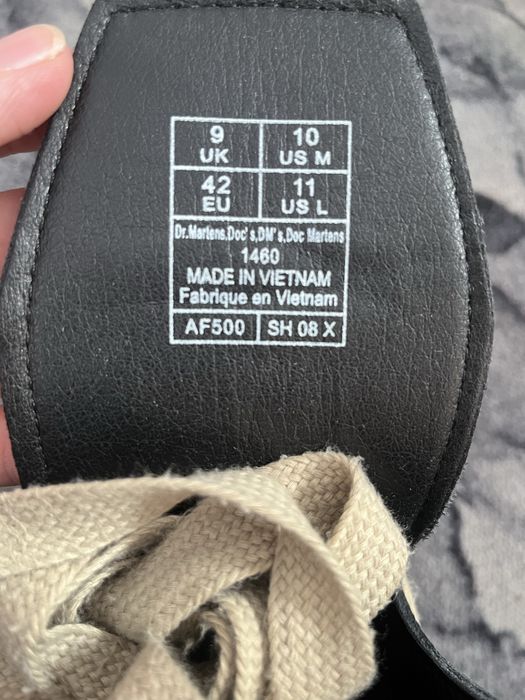 9 10
UK US M
42 11
EU US L
Dr.Martens.Doc's,DM's,Doc Martens
1460
MADE IN VIETNAM
Fabrique en Vietnam
AF500 SH 08 X